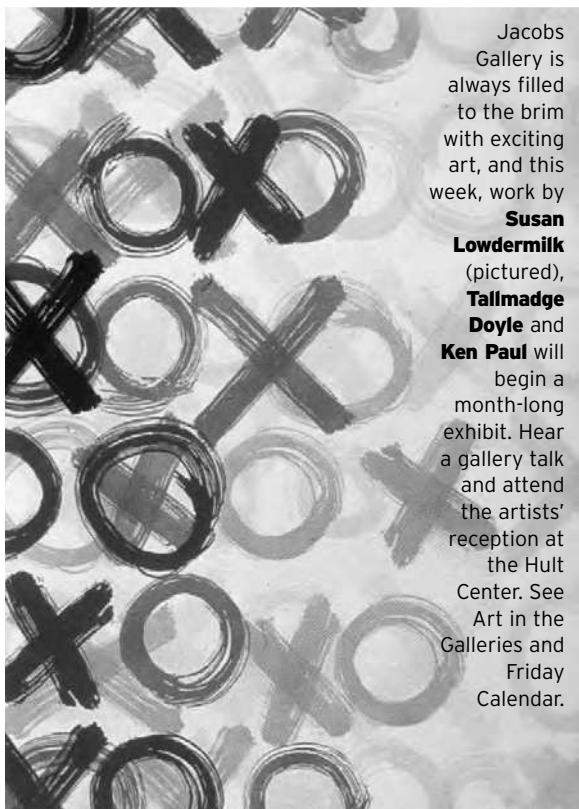 Jacobs
Gallery is
always filled
to the brim
with exciting
art, and this
week, work by
Susan
Lowdermilk
(pictured),
Tallmadge
Doyle and
Ken Paul will
begin a
month-long
exhibit. Hear
a gallery talk
and attend
the artists’
reception at
the Hult
Center. See
Art in the
Galleries and
Friday
Calendar.